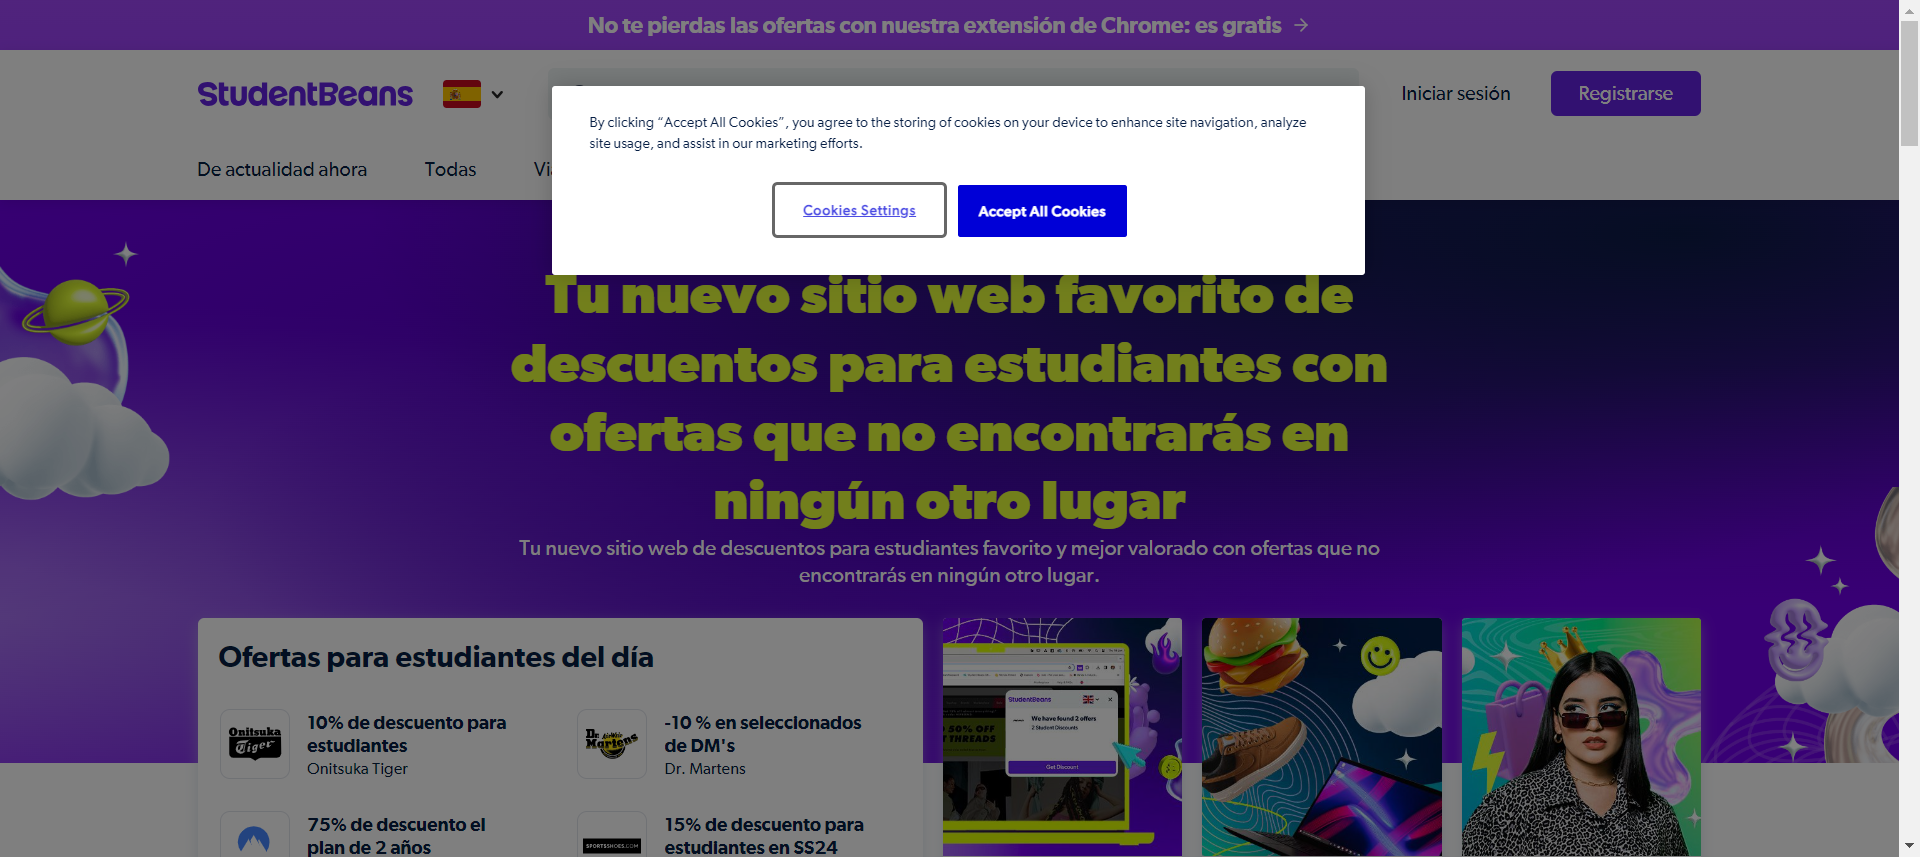 No te pierdas las ofertas con nuestra extensión de Chrome: es gratis →
StudentBeans
Iniciar sesión
Registrarse
De actualidad ahora
Todas
By clicking “Accept All Cookies”, you agree to the storing of cookies on your device to enhance site navigation, analyze
site usage, and assist in our marketing efforts.
Cookies Settings
Accept All Cookies
Tu nuevo sitio web favorito de
descuentos para estudiantes con
ofertas que no encontrarás en
ningún otro lugar
Tu nuevo sitio web de descuentos para estudiantes favorito y mejor valorado con ofertas que no
encontrarás en ningún otro lugar.
Ofertas para estudiantes del día
Onitsuka
Tiger
10% de descuento para
estudiantes
Onitsuka Tiger
Dr.
AirWair
Martens
-10 % en seleccionados
de DM's
Dr. Martens
75% de descuento el
plan de 2 años
SPORTSSHOES.COM
15% de descuento para
estudiantes en SS24
StudentBeans
We have found 2 offers
2 Student Discounts
Get Discount
50% OFF
THREADS